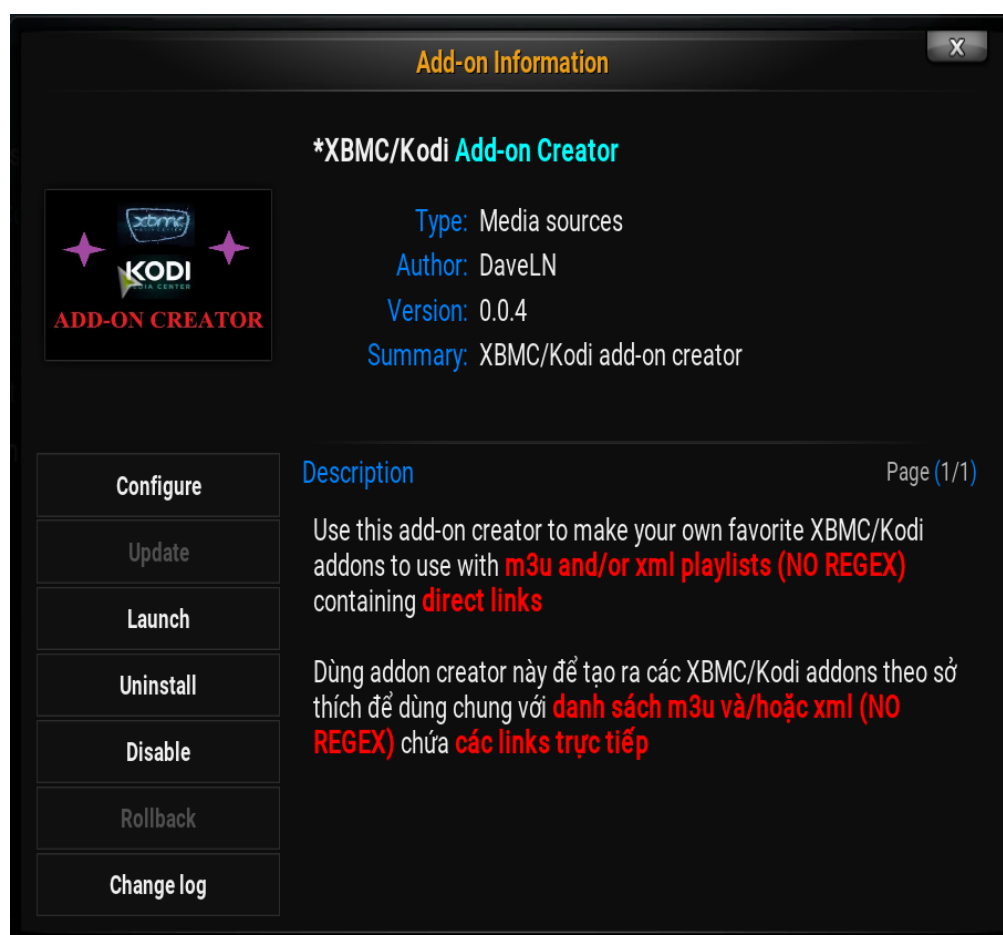 Add-on Information
X
*XBMC/Kodi Add-on Creator
xbmc
KODI
MEDIA CENTER
ADD-ON CREATOR
Type: Media sources
Author: DaveLN
Version: 0.0.4
Summary: XBMC/Kodi add-on creator
Configure
Update
Launch
Uninstall
Disable
Rollback
Change log
Description
Page (1/1)
Use this add-on creator to make your own favorite XBMC/Kodi
addons to use with m3u and/or xml playlists (NO REGEX)
containing direct links
Dùng addon creator này để tạo ra các XBMC/Kodi addons theo sở
thích để dùng chung với danh sách m3u và/hoặc xml (NO
REGEX) chứa các links trực tiếp